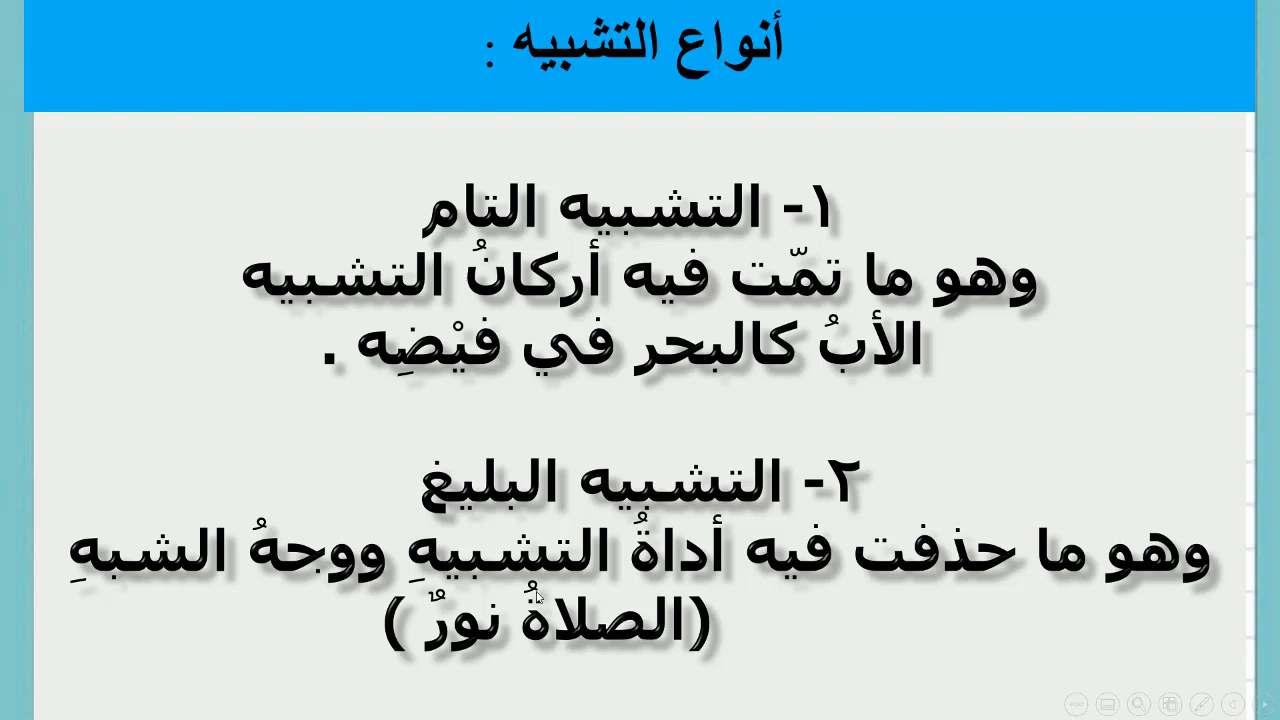 أنواع التشبيه :
١- التشبيه التام
وهو ما تمّت فيه أركانُ التشبيه
الأبُ كالبحر في فيْضِه .
٢- التشبيه البليغ
وهو ما حذفت فيه أداةُ التشبيهِ ووجهُ الشبهِ
(الصلاةُ نورٌ )